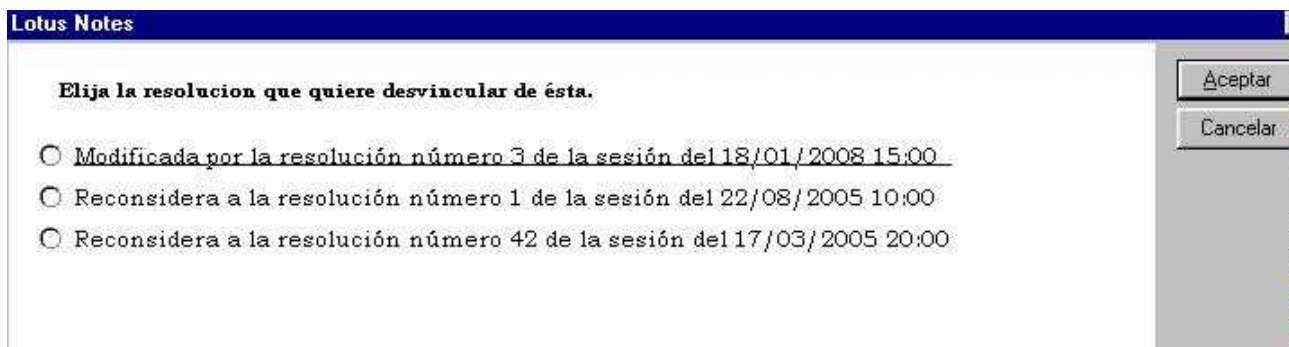 Lotus Notes
Elija la resolucion que quiere desvincular de ésta.
Modificada por la resolución número 3 de la sesión del 18/01/2008 15:00
Reconsidera a la resolución número 1 de la sesión del 22/08/2005 10:00
Reconsidera a la resolución número 42 de la sesión del 17/03/2005 20:00
Aceptar
Cancelar